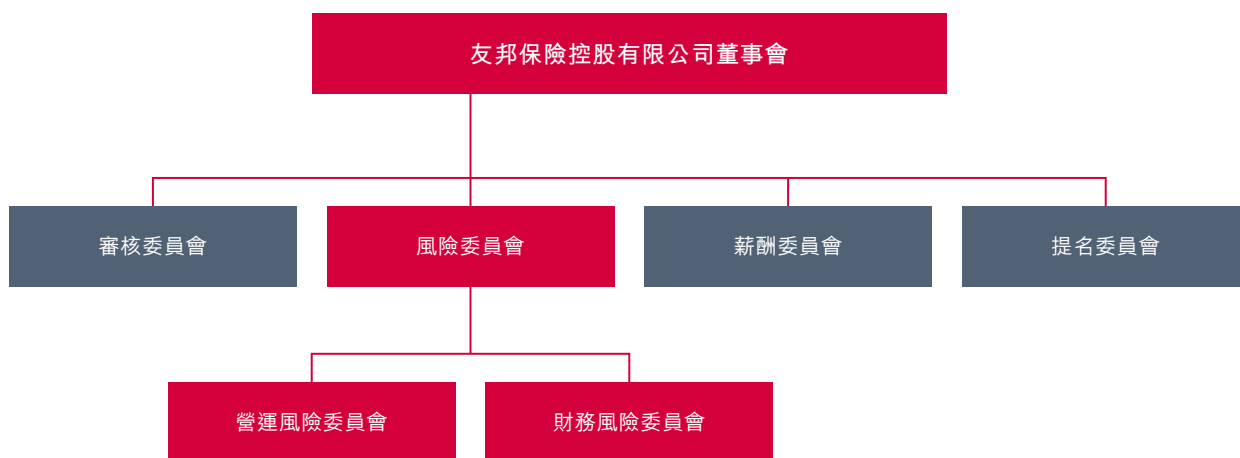 友邦保險控股有限公司董事會
審核委員會
風險委員會
薪酬委員會
提名委員會
營運風險委員會
財務風險委員會